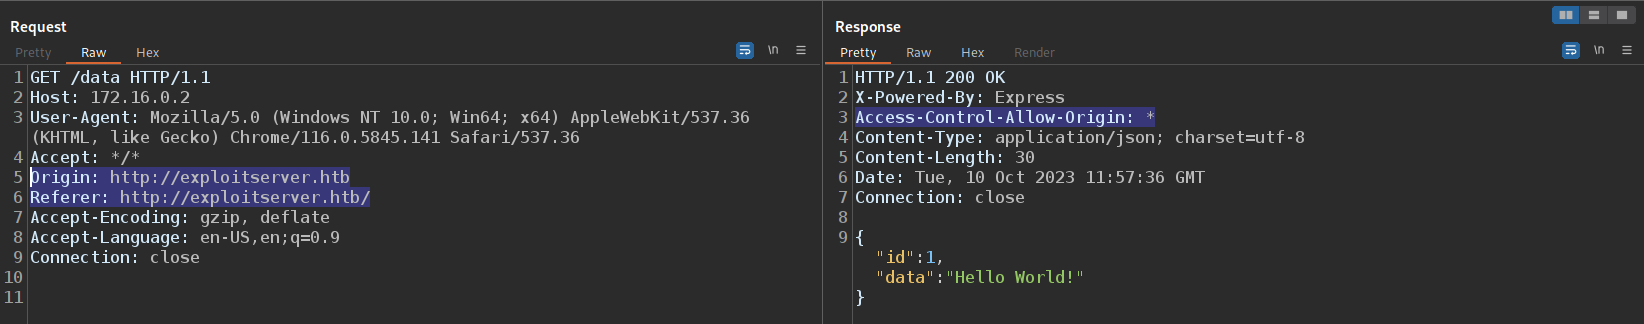 Request
Pretty Raw Hex \n
1 GET /data HTTP/1.1
2 Host: 172.16.0.2
3 User-Agent: Mozilla/5.0 (Windows NT 10.0; Win64; x64) AppleWebKit/537.36
(KHTML, like Gecko) Chrome/116.0.5845.141 Safari/537.36
4 Accept: */*
5 Origin: http://exploitserver.htb
6 Referer: http://exploitserver.htb/
7 Accept-Encoding: gzip, deflate
8 Accept-Language: en-US,en;q=0.9
9 Connection: close
10
11
Response
Pretty Raw Hex Render \n
1 HTTP/1.1 200 OK
2 X-Powered-By: Express
3 Access-Control-Allow-Origin: *
4 Content-Type: application/json; charset=utf-8
5 Content-Length: 30
6 Date: Tue, 10 Oct 2023 11:57:36 GMT
7 Connection: close
8
9 {
"id":1,
"data":"Hello World!"
}